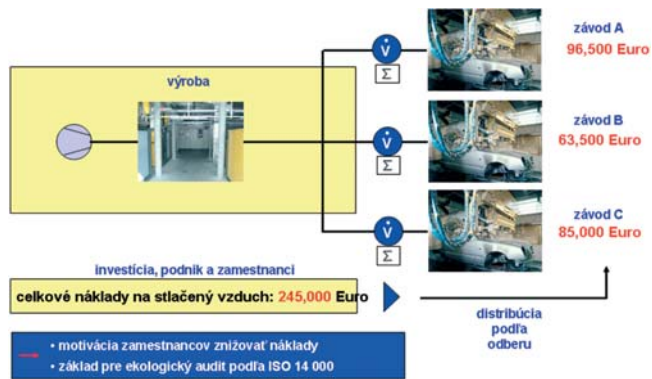 výroba
V̇
Σ
závod A
96,500 Euro
V̇
Σ
závod B
63,500 Euro
V̇
Σ
závod C
85,000 Euro
investícia, podnik a zamestnanci
celkové náklady na stlačený vzduch: 245,000 Euro
distribúcia
podľa
odberu
• motivácia zamestnancov znižovať náklady
• základ pre ekologický audit podľa ISO 14 000